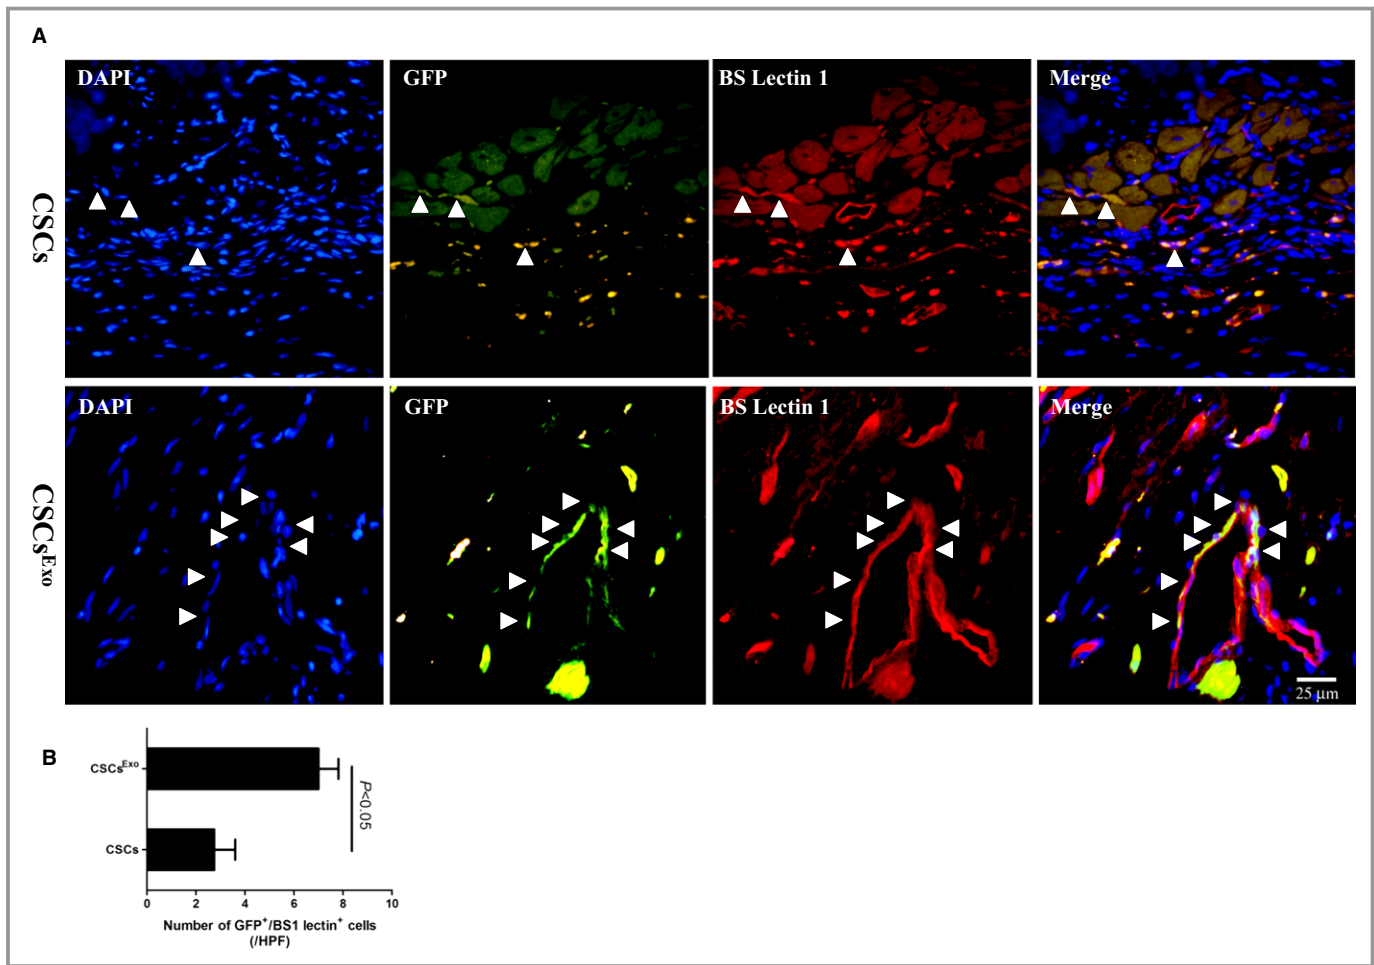 A
DAPI
GFP
BS Lectin 1
Merge
CSCs
DAPI
GFP
BS Lectin 1
Merge
CSCs^Exo
25 µm
B
CSCs^Exo
CSCs
P<0.05
0 2 4 6 8 10
Number of GFP⁺/BS1 lectin⁺ cells
(/HPF)